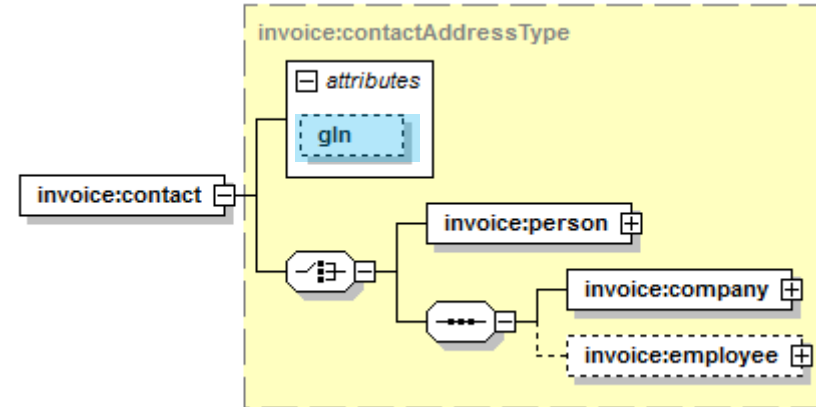 invoice:contactAddressType
attributes
gln
invoice:contact
invoice:person
invoice:company
invoice:employee